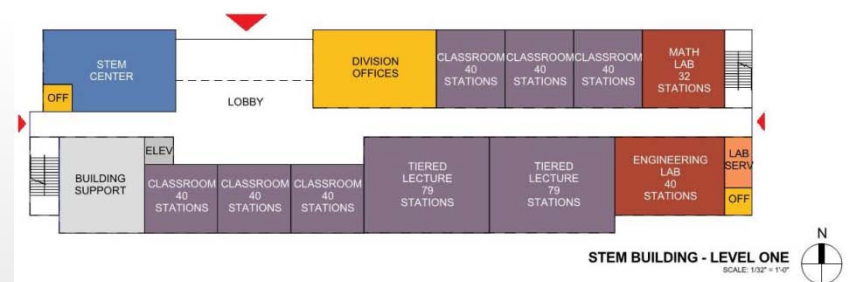 STEM
CENTER
OFF
LOBBY
DIVISION
OFFICES
CLASSROOM
40
STATIONS
CLASSROOM
40
STATIONS
CLASSROOM
40
STATIONS
MATH
LAB
32
STATIONS
BUILDING
SUPPORT
ELEV
CLASSROOM
40
STATIONS
CLASSROOM
40
STATIONS
CLASSROOM
40
STATIONS
TIERED
LECTURE
79
STATIONS
TIERED
LECTURE
79
STATIONS
ENGINEERING
LAB
40
STATIONS
LAB
SERV
OFF
N
STEM BUILDING - LEVEL ONE
SCALE: 1/32" = 1'-0"